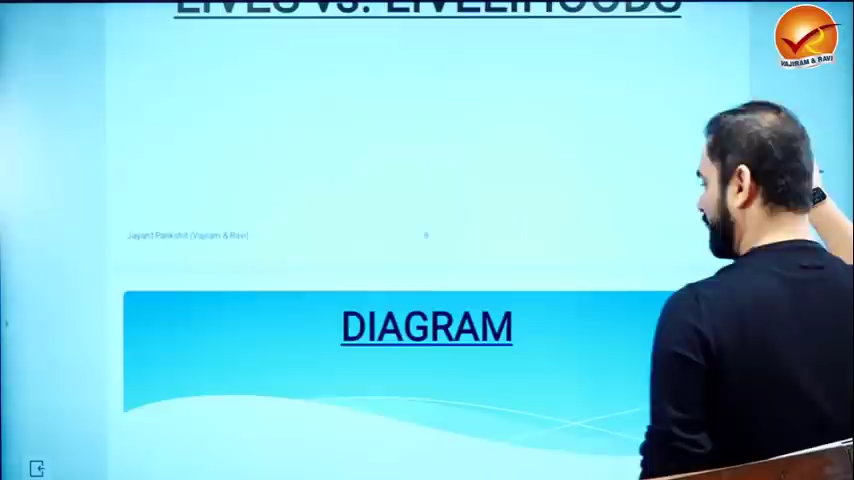 LIVES vs. LIVELIHOODS
VAJIRAM & RAVI
Jayant Parikshit (Vajiram & Ravi)
DIAGRAM